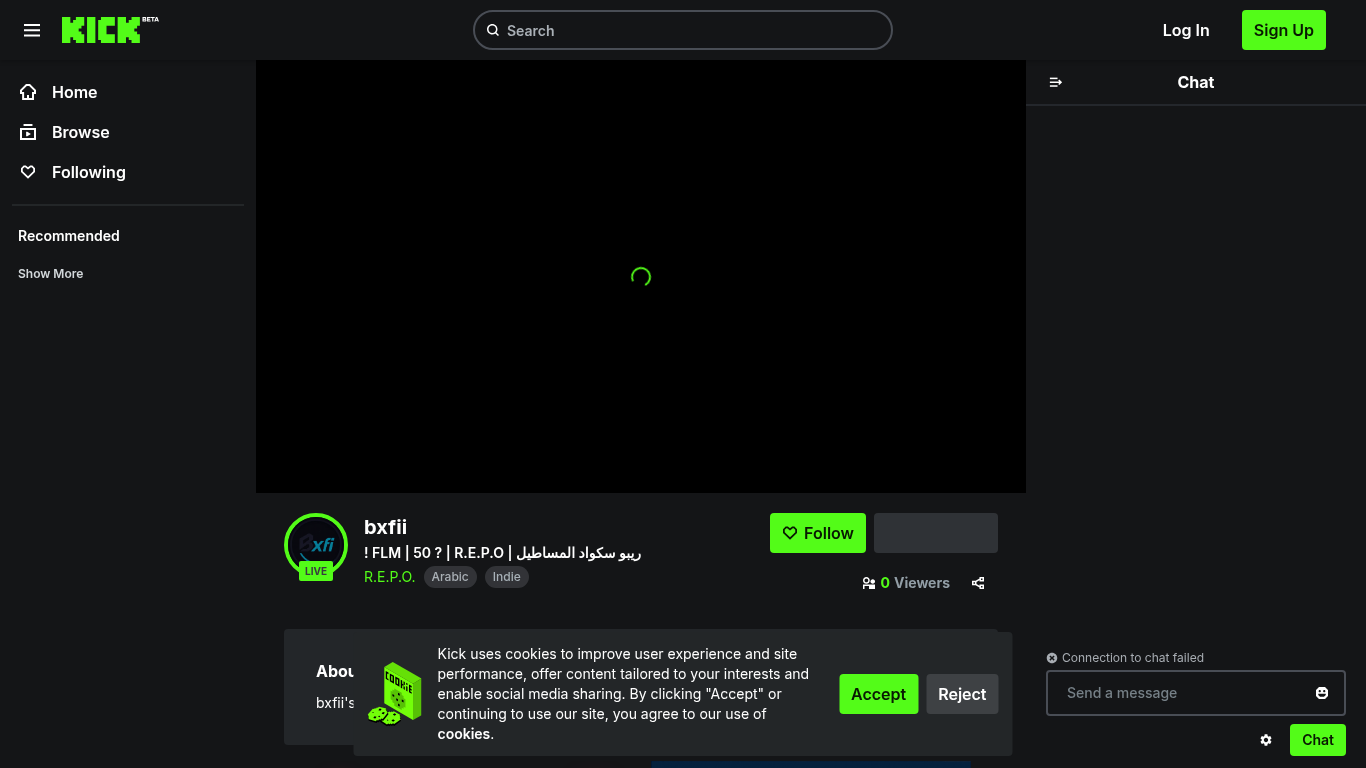 KICK BETA
Search
Log In
Sign Up
Home
Browse
Following
Recommended
Show More
Chat
xfi
LIVE
bxfii
! FLM | 50 ? | R.E.P.O | ريبو سكواد المساطيل
R.E.P.O.
Arabic
Indie
Follow
0 Viewers
Abou
bxfii's
COOKIE
Kick uses cookies to improve user experience and site
performance, offer content tailored to your interests and
enable social media sharing. By clicking "Accept" or
continuing to use our site, you agree to our use of
cookies.
Accept
Reject
Connection to chat failed
Send a message
Chat